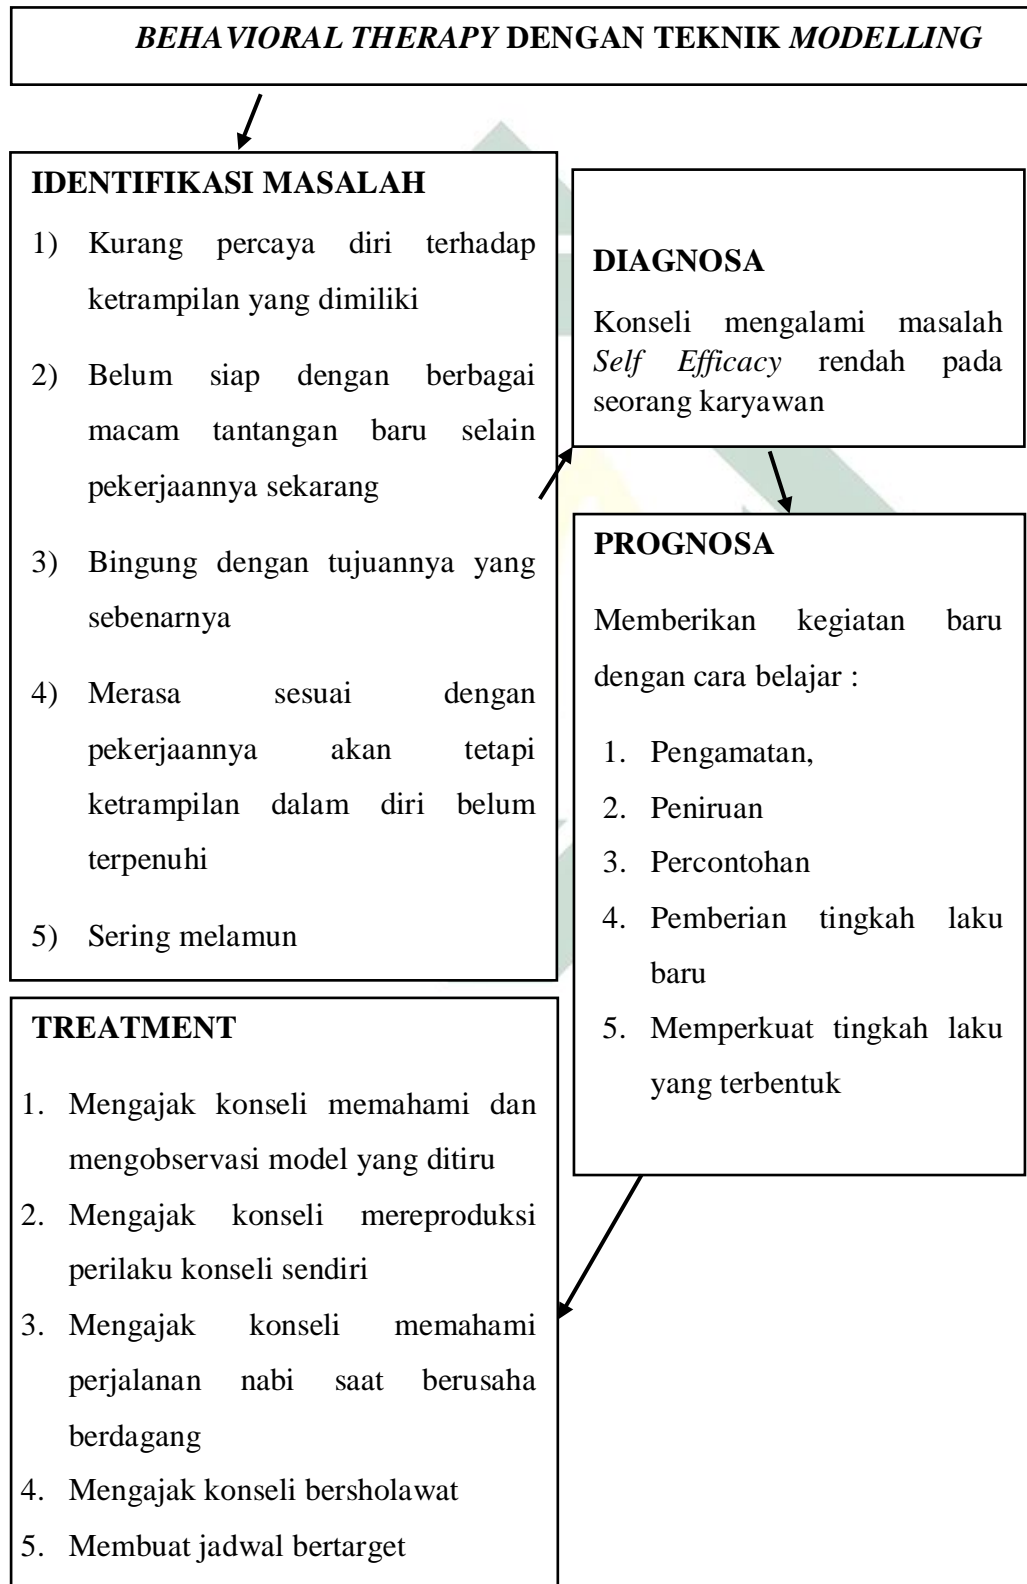 BEHAVIORAL THERAPY DENGAN TEKNIK MODELLING
IDENTIFIKASI MASALAH
1) Kurang percaya diri terhadap
ketrampilan yang dimiliki
2) Belum siap dengan berbagai
macam tantangan baru selain
pekerjaannya sekarang
3) Bingung dengan tujuannya yang
sebenarnya
4) Merasa sesuai dengan
pekerjaannya akan tetapi
ketrampilan dalam diri belum
terpenuhi
5) Sering melamun
DIAGNOSA
Konseli mengalami masalah
Self Efficacy rendah pada
seorang karyawan
PROGNOSA
Memberikan kegiatan baru
dengan cara belajar :
1. Pengamatan,
2. Peniruan
3. Percontohan
4. Pemberian tingkah laku
baru
5. Memperkuat tingkah laku
yang terbentuk
TREATMENT
1. Mengajak konseli memahami dan
mengobservasi model yang ditiru
2. Mengajak konseli mereproduksi
perilaku konseli sendiri
3. Mengajak konseli memahami
perjalanan nabi saat berusaha
berdagang
4. Mengajak konseli bersholawat
5. Membuat jadwal bertarget